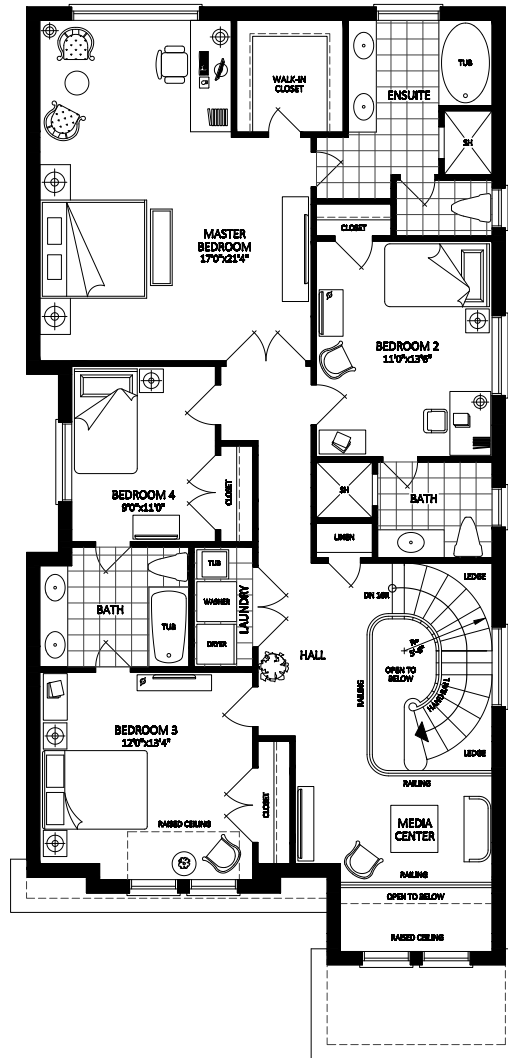 WALK-IN
CLOSET
ENSUITE
TUB
SH
MASTER
BEDROOM
17'0"x21'4"
CLOSET
BEDROOM 2
11'0"x13'6"
BEDROOM 4
9'0"x11'0"
CLOSET
SH
BATH
LINEN
TUB
WASHER
DRYER
LAUNDRY
BATH
TUB
HALL
DN 16R
LEDGE
OPEN TO
BELOW
RAILING
HANDRAIL
LEDGE
RAILING
BEDROOM 3
12'0"x13'4"
RAISED CEILING
CLOSET
MEDIA
CENTER
RAILING
OPEN TO BELOW
RAISED CEILING